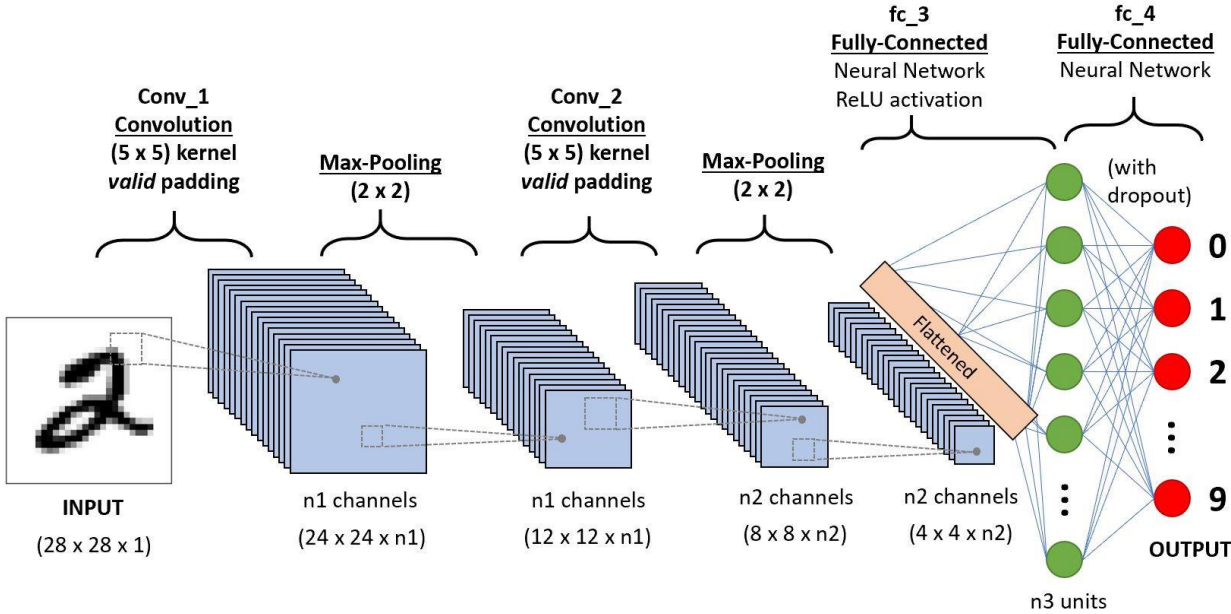 Conv_1
Convolution
(5 x 5) kernel
valid padding
Max-Pooling
(2 x 2)
Conv_2
Convolution
(5 x 5) kernel
valid padding
Max-Pooling
(2 x 2)
fc_3
Fully-Connected
Neural Network
ReLU activation
fc_4
Fully-Connected
Neural Network
(with
dropout)
Flattened
0
1
2
9
OUTPUT
2
INPUT
(28 x 28 x 1)
n1 channels
(24 x 24 x n1)
n1 channels
(12 x 12 x n1)
n2 channels
(8 x 8 x n2)
n2 channels
(4 x 4 x n2)
n3 units